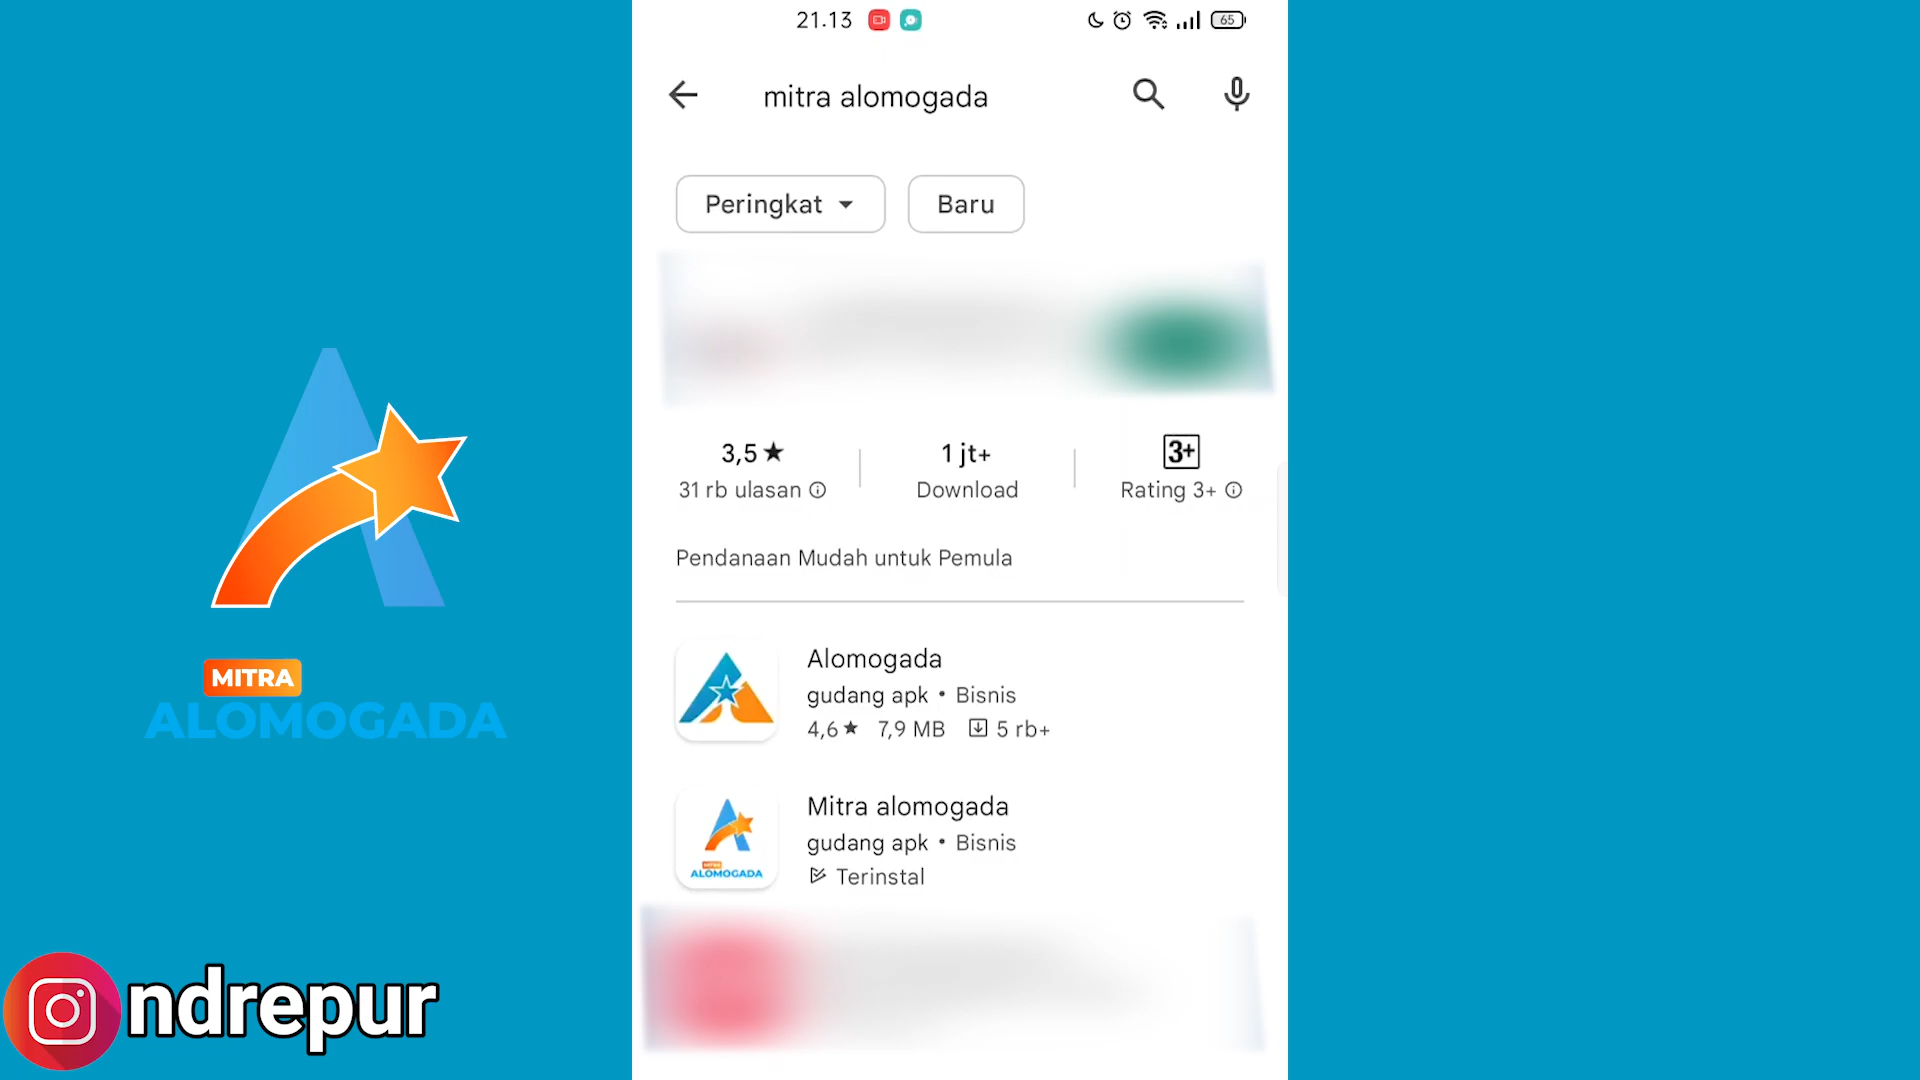 21.13
65
mitra alomogada
Peringkat
Baru
3,5★
1 jt+
3+
31 rb ulasan
Download
Rating 3+
Pendanaan Mudah untuk Pemula
Alomogada
gudang apk • Bisnis
4,6★ 7,9 MB 5 rb+
Mitra alomogada
gudang apk • Bisnis
Terinstal
MITRA
ALOMOGADA
MITRA
ALOMOGADA
ndrepur